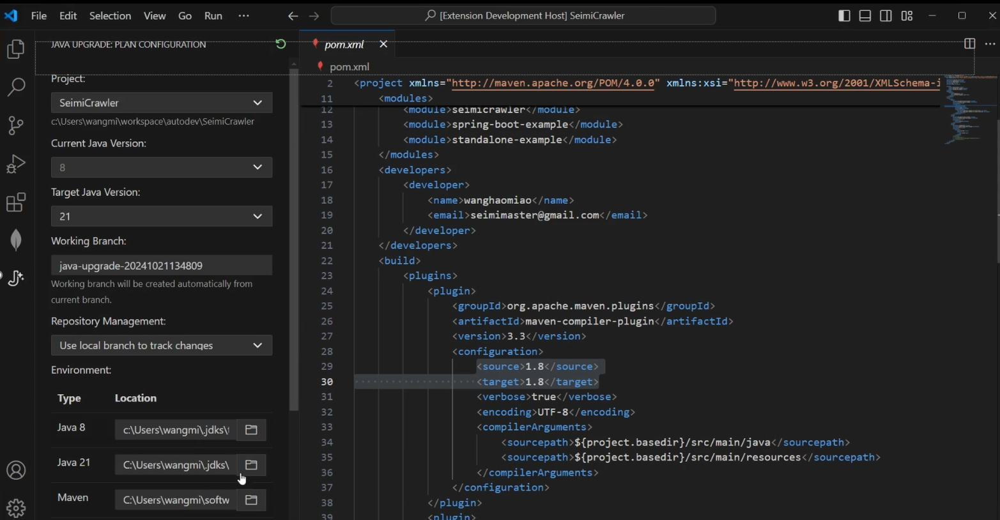 File Edit Selection View Go Run ··· [Extension Development Host] SeimiCrawler
JAVA UPGRADE: PLAN CONFIGURATION
Project:
SeimiCrawler
c:\Users\wangmi\workspace\autodev\SeimiCrawler
Current Java Version:
8
Target Java Version:
21
Working Branch:
java-upgrade-20241021134809
Working branch will be created automatically from
current branch.
Repository Management:
Use local branch to track changes
Environment:
Type Location
Java 8 c:\Users\wangmi\.jdks\
Java 21 C:\Users\wangmi\.jdks\
Maven C:\Users\wangmi\softw
pom.xml
pom.xml
2 <project xmlns="http://maven.apache.org/POM/4.0.0" xmlns:xsi="http://www.w3.org/2001/XMLSchema-i
11 <modules>
12 <module>seimicrawler</module>
13 <module>spring-boot-example</module>
14 <module>standalone-example</module>
15 </modules>
16 <developers>
17 <developer>
18 <name>wanghaomiao</name>
19 <email>seimimaster@gmail.com</email>
20 </developer>
21 </developers>
22 <build>
23 <plugins>
24 <plugin>
25 <groupId>org.apache.maven.plugins</groupId>
26 <artifactId>maven-compiler-plugin</artifactId>
27 <version>3.3</version>
28 <configuration>
29 <source>1.8</source>
30 <target>1.8</target>
31 <verbose>true</verbose>
32 <encoding>UTF-8</encoding>
33 <compilerArguments>
34 <sourcepath>${project.basedir}/src/main/java</sourcepath>
35 <sourcepath>${project.basedir}/src/main/resources</sourcepath>
36 </compilerArguments>
37 </configuration>
38 </plugin>
39 <plugin>